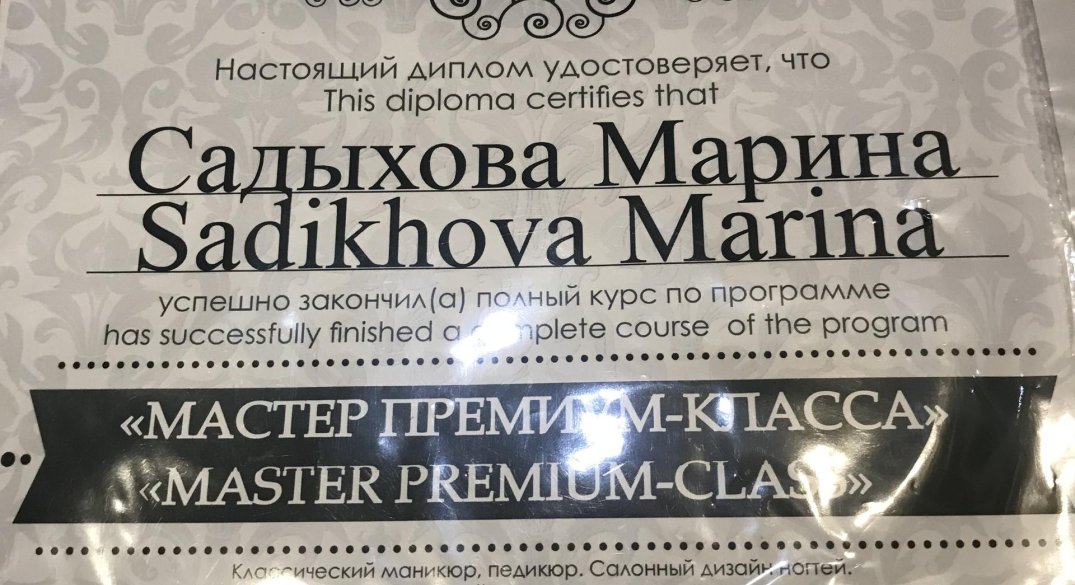 Настоящий диплом удостоверяет, что
This diploma certifies that
Садыхова Марина
Sadikhova Marina
успешно закончил(а) полный курс по программе
has successfully finished a complete course of the program
«МАСТЕР ПРЕМИУМ-КЛАССА»
«MASTER PREMIUM-CLASS»
Классический маникюр, педикюр. Салонный дизайн ногтей.